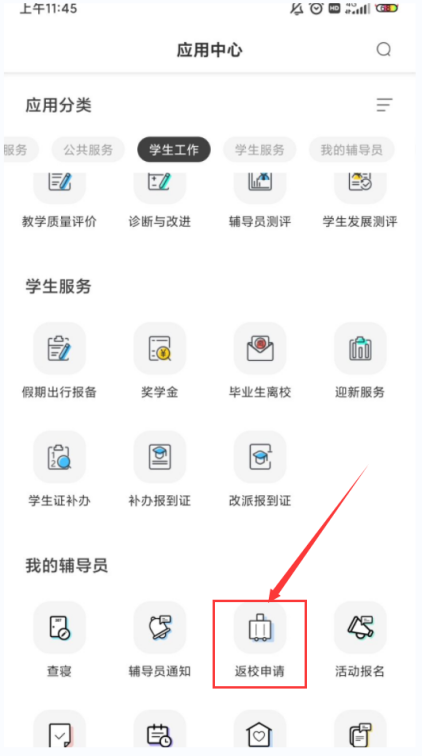 上午11:45
HD
4G
应用中心
应用分类
服务 公共服务 学生工作 学生服务 我的辅导员
教学质量评价 诊断与改进 辅导员测评 学生发展测评
学生服务
假期出行报备 奖学金 毕业生离校 迎新服务
学生证补办 补办报到证 改派报到证
我的辅导员
查寝 辅导员通知 返校申请 活动报名